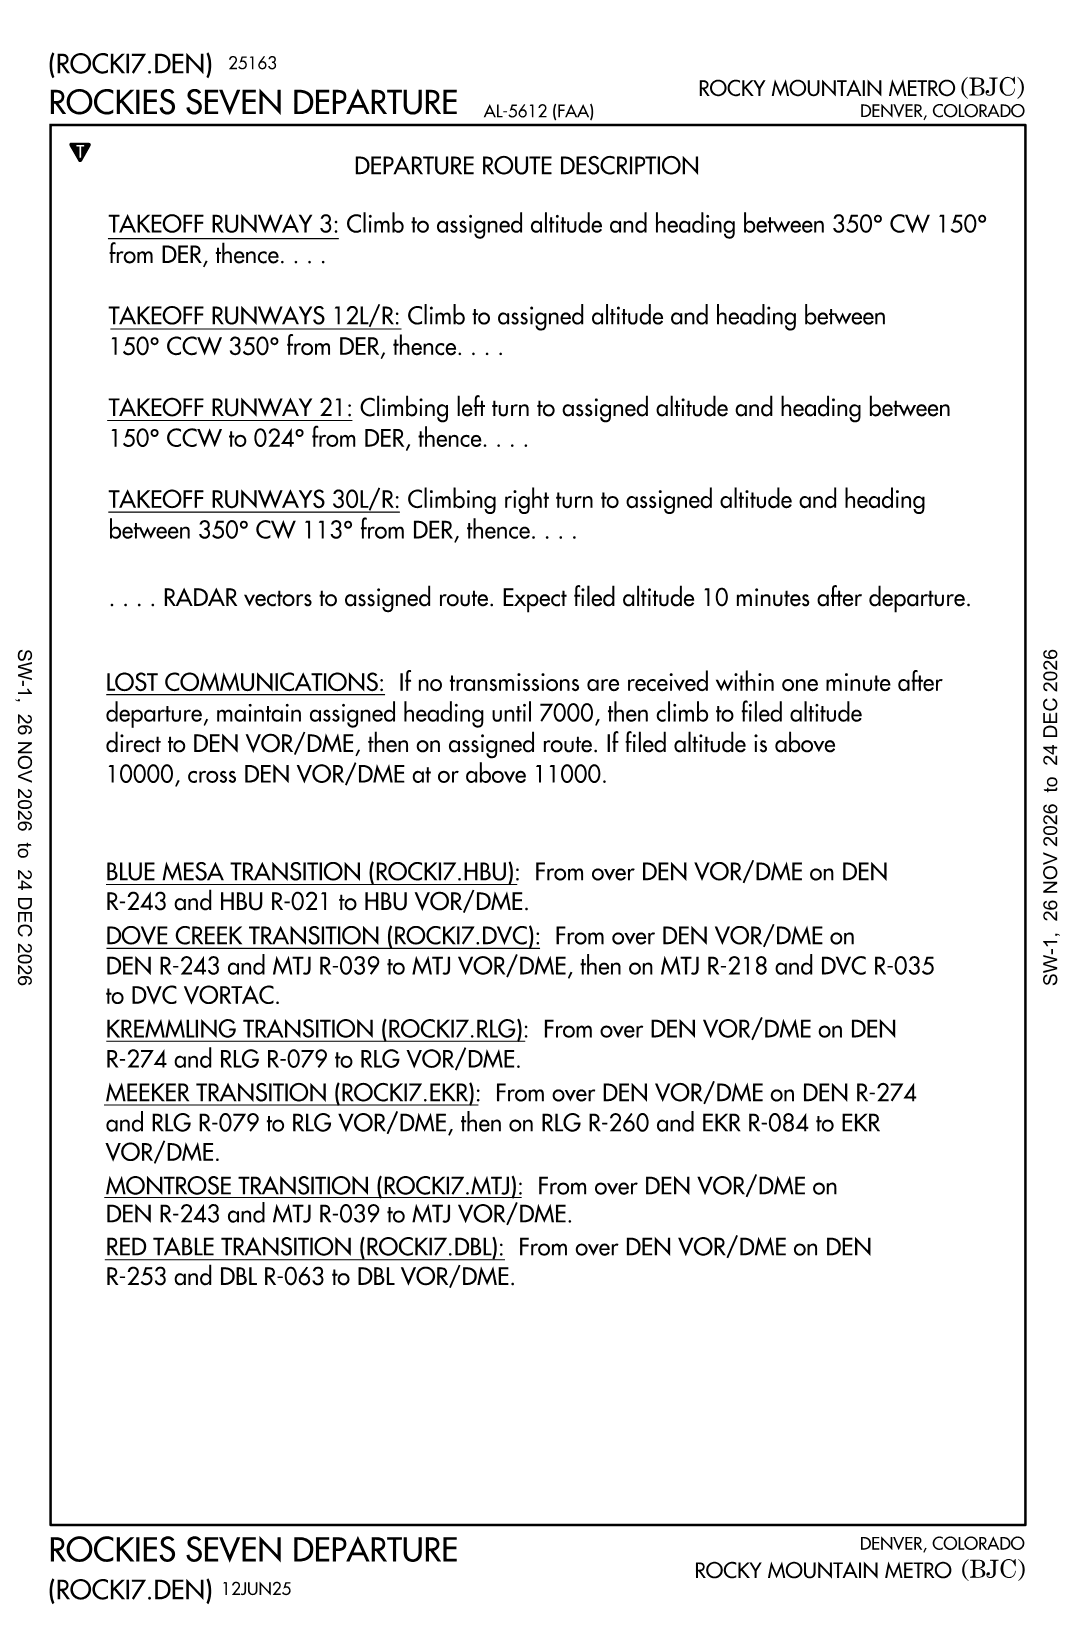 (ROCKI7.DEN) 25163
ROCKIES SEVEN DEPARTURE AL-5612 (FAA)
ROCKY MOUNTAIN METRO (BJC)
DENVER, COLORADO
T
DEPARTURE ROUTE DESCRIPTION
TAKEOFF RUNWAY 3: Climb to assigned altitude and heading between 350° CW 150°
from DER, thence. . . .
TAKEOFF RUNWAYS 12L/R: Climb to assigned altitude and heading between
150° CCW 350° from DER, thence. . . .
TAKEOFF RUNWAY 21: Climbing left turn to assigned altitude and heading between
150° CCW to 024° from DER, thence. . . .
TAKEOFF RUNWAYS 30L/R: Climbing right turn to assigned altitude and heading
between 350° CW 113° from DER, thence. . . .
. . . . RADAR vectors to assigned route. Expect filed altitude 10 minutes after departure.
LOST COMMUNICATIONS: If no transmissions are received within one minute after
departure, maintain assigned heading until 7000, then climb to filed altitude
direct to DEN VOR/DME, then on assigned route. If filed altitude is above
10000, cross DEN VOR/DME at or above 11000.
BLUE MESA TRANSITION (ROCKI7.HBU): From over DEN VOR/DME on DEN
R-243 and HBU R-021 to HBU VOR/DME.
DOVE CREEK TRANSITION (ROCKI7.DVC): From over DEN VOR/DME on
DEN R-243 and MTJ R-039 to MTJ VOR/DME, then on MTJ R-218 and DVC R-035
to DVC VORTAC.
KREMMLING TRANSITION (ROCKI7.RLG): From over DEN VOR/DME on DEN
R-274 and RLG R-079 to RLG VOR/DME.
MEEKER TRANSITION (ROCKI7.EKR): From over DEN VOR/DME on DEN R-274
and RLG R-079 to RLG VOR/DME, then on RLG R-260 and EKR R-084 to EKR
VOR/DME.
MONTROSE TRANSITION (ROCKI7.MTJ): From over DEN VOR/DME on
DEN R-243 and MTJ R-039 to MTJ VOR/DME.
RED TABLE TRANSITION (ROCKI7.DBL): From over DEN VOR/DME on DEN
R-253 and DBL R-063 to DBL VOR/DME.
SW-1, 26 NOV 2026 to 24 DEC 2026
SW-1, 26 NOV 2026 to 24 DEC 2026
ROCKIES SEVEN DEPARTURE
(ROCKI7.DEN) 12JUN25
DENVER, COLORADO
ROCKY MOUNTAIN METRO (BJC)